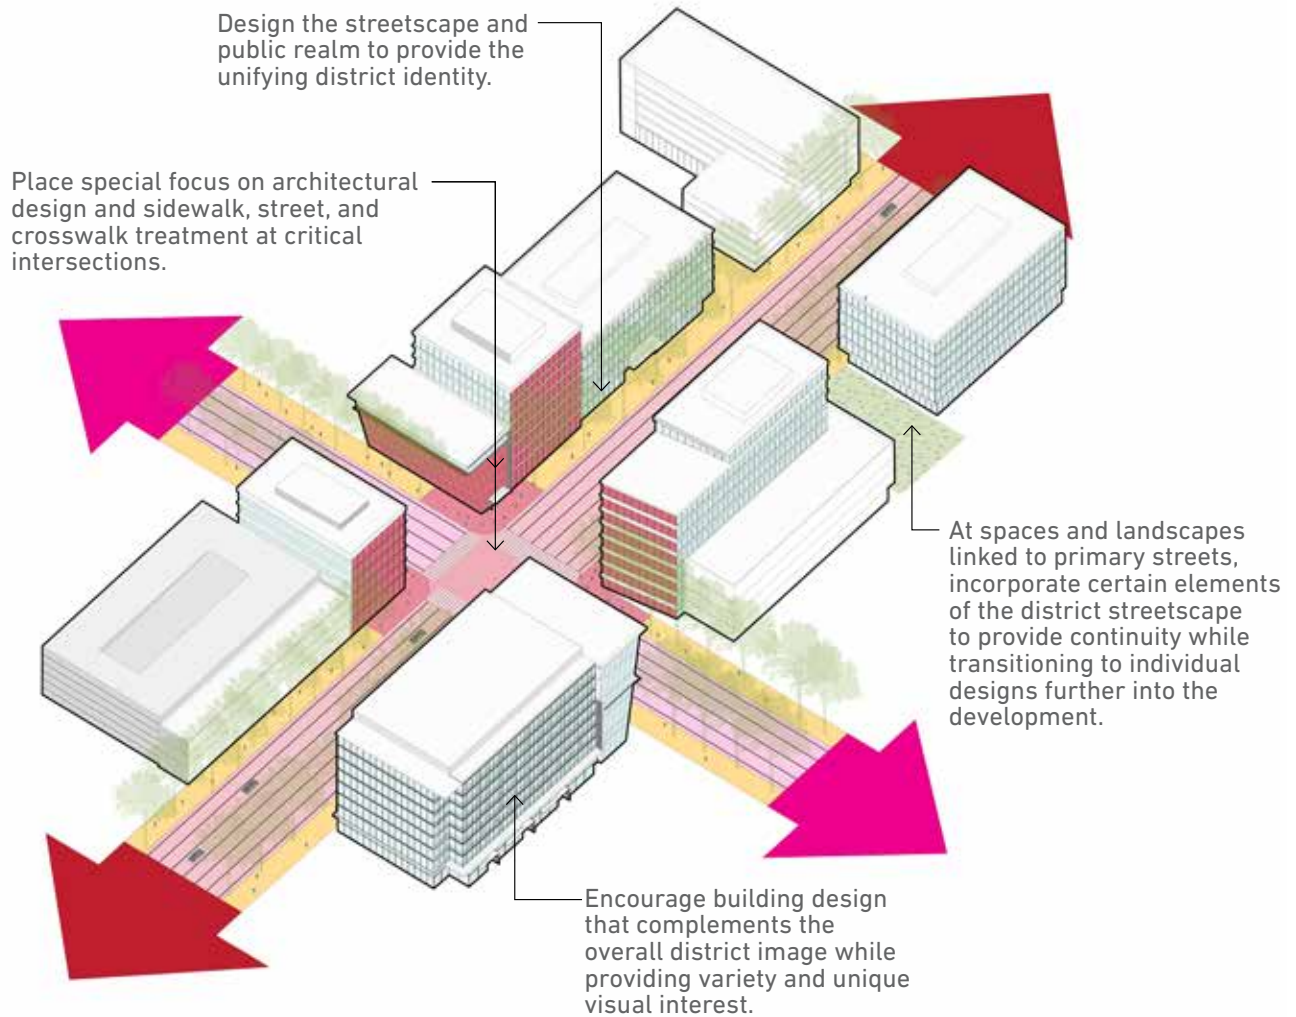 Design the streetscape and
public realm to provide the
unifying district identity.
Place special focus on architectural
design and sidewalk, street, and
crosswalk treatment at critical
intersections.
At spaces and landscapes
linked to primary streets,
incorporate certain elements
of the district streetscape
to provide continuity while
transitioning to individual
designs further into the
development.
Encourage building design
that complements the
overall district image while
providing variety and unique
visual interest.